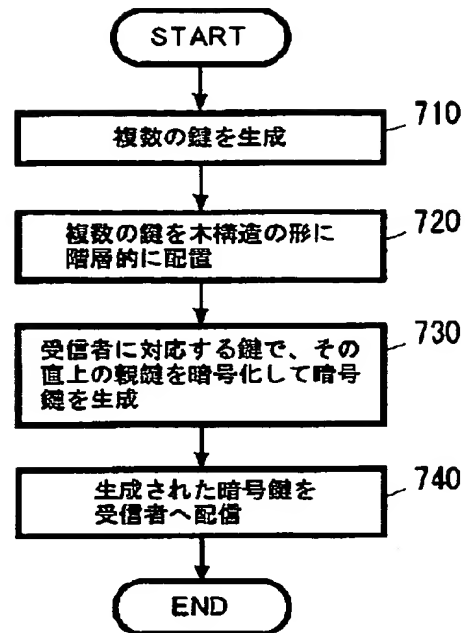 START
複数の鍵を生成
710
複数の鍵を木構造の形に
階層的に配置
720
受信者に対応する鍵で、その
直上の親鍵を暗号化して暗号
鍵を生成
730
生成された暗号鍵を
受信者へ配信
740
END